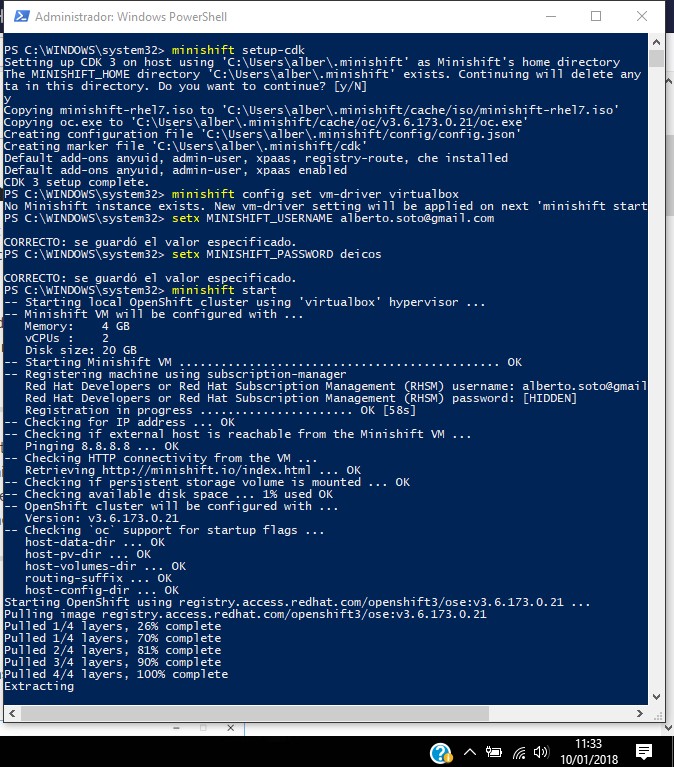 Administrador: Windows PowerShell
PS C:\WINDOWS\system32> minishift setup-cdk
Setting up CDK 3 on host using 'C:\Users\alber\.minishift' as Minishift's home directory
The MINISHIFT_HOME directory 'C:\Users\alber\.minishift' exists. Continuing will delete any
ta in this directory. Do you want to continue? [y/N]
y
Copying minishift-rhel7.iso to 'C:\Users\alber\.minishift\cache\iso\minishift-rhel7.iso'
Copying oc.exe to 'C:\Users\alber\.minishift\cache\oc\v3.6.173.0.21\oc.exe'
Creating configuration file 'C:\Users\alber\.minishift\config\config.json'
Creating marker file 'C:\Users\alber\.minishift\cdk'
Default add-ons anyuid, admin-user, xpaas, registry-route, che installed
Default add-ons anyuid, admin-user, xpaas enabled
CDK 3 setup complete.
PS C:\WINDOWS\system32> minishift config set vm-driver virtualbox
No Minishift instance exists. New vm-driver setting will be applied on next 'minishift start
PS C:\WINDOWS\system32> setx MINISHIFT_USERNAME alberto.soto@gmail.com
CORRECTO: se guardó el valor especificado.
PS C:\WINDOWS\system32> setx MINISHIFT_PASSWORD deicos
CORRECTO: se guardó el valor especificado.
PS C:\WINDOWS\system32> minishift start
-- Starting local OpenShift cluster using 'virtualbox' hypervisor ...
-- Minishift VM will be configured with ...
Memory: 4 GB
vCPUs : 2
Disk size: 20 GB
-- Starting Minishift VM .............................................. OK
-- Registering machine using subscription-manager
Red Hat Developers or Red Hat Subscription Management (RHSM) username: alberto.soto@gmail
Red Hat Developers or Red Hat Subscription Management (RHSM) password: [HIDDEN]
Registration in progress ...................... OK [58s]
-- Checking for IP address ... OK
-- Checking if external host is reachable from the Minishift VM ...
Pinging 8.8.8.8 ... OK
-- Checking HTTP connectivity from the VM ...
Retrieving http://minishift.io/index.html ... OK
-- Checking if persistent storage volume is mounted ... OK
-- Checking available disk space ... 1% used OK
-- OpenShift cluster will be configured with ...
Version: v3.6.173.0.21
-- Checking `oc` support for startup flags ...
host-data-dir ... OK
host-pv-dir ... OK
host-volumes-dir ... OK
routing-suffix ... OK
host-config-dir ... OK
Starting OpenShift using registry.access.redhat.com/openshift3/ose:v3.6.173.0.21 ...
Pulling image registry.access.redhat.com/openshift3/ose:v3.6.173.0.21
Pulled 1/4 layers, 26% complete
Pulled 1/4 layers, 70% complete
Pulled 2/4 layers, 81% complete
Pulled 3/4 layers, 90% complete
Pulled 4/4 layers, 100% complete
Extracting
11:33
10/01/2018